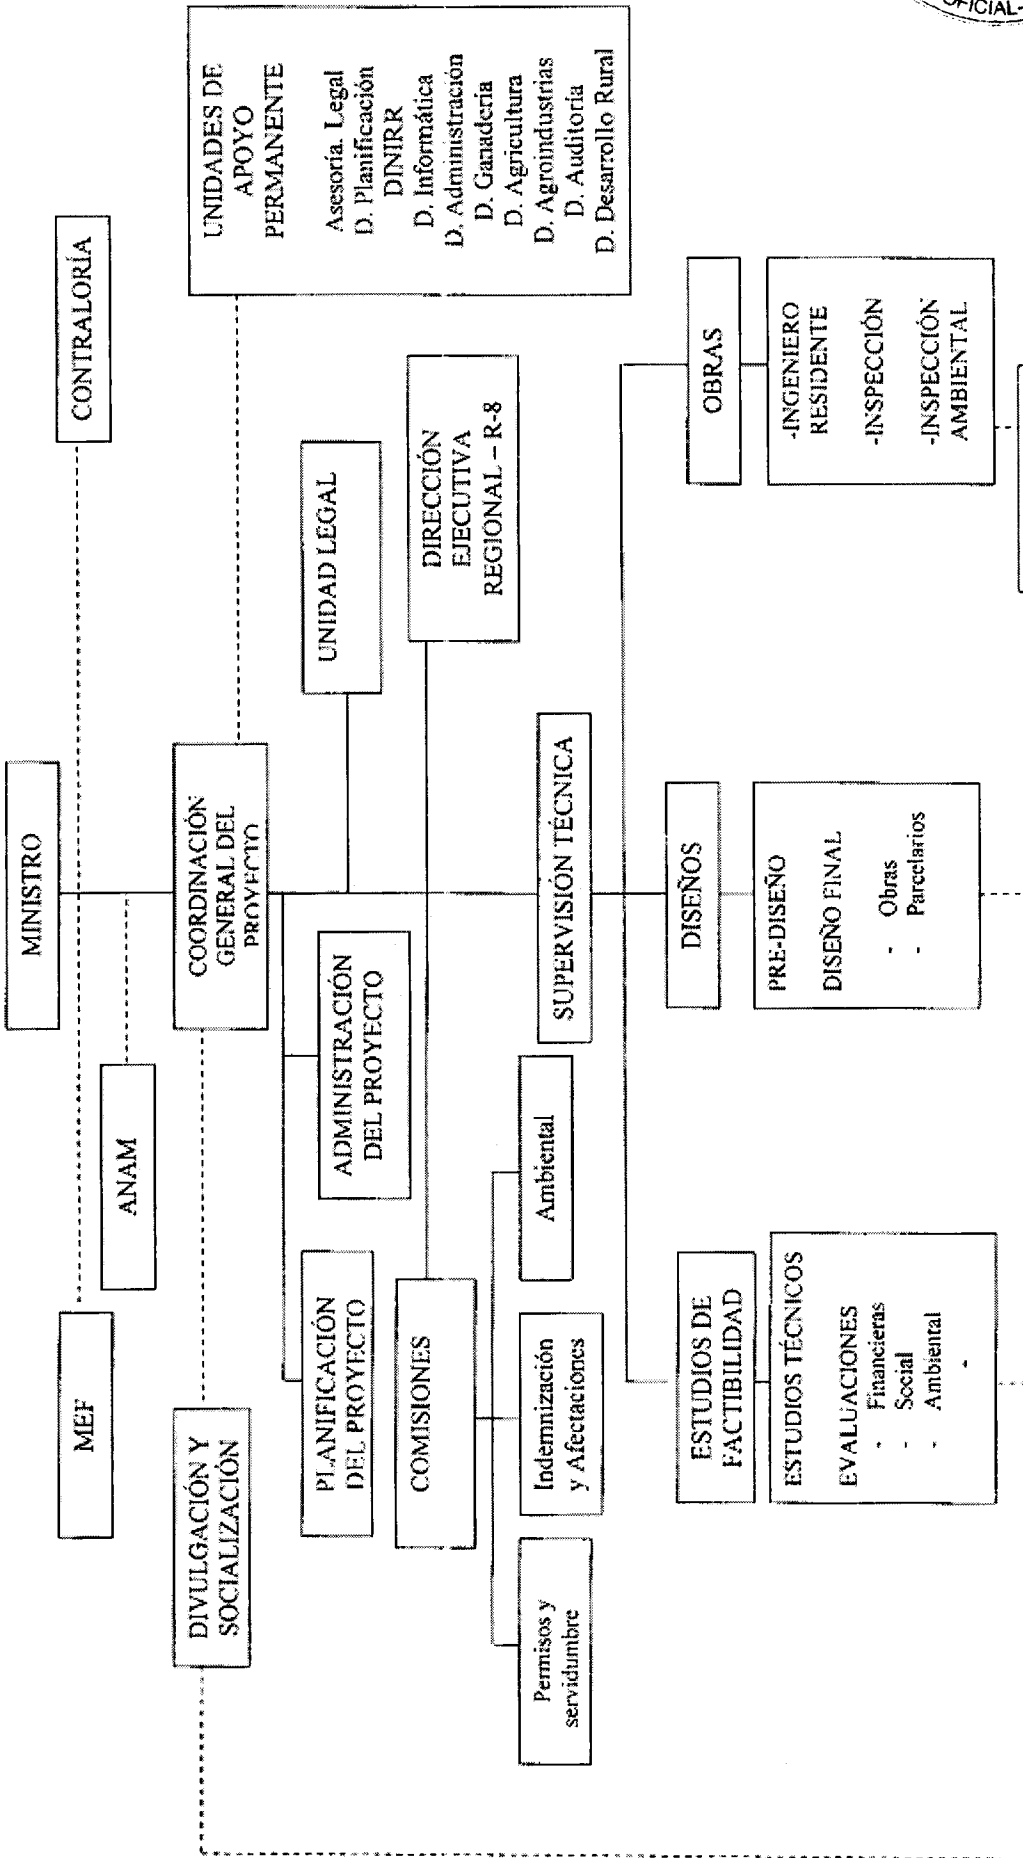 MINISTRO
MEF
CONTRALORÍA
ANAM
DIVULGACIÓN Y
SOCIALIZACIÓN
COORDINACIÓN
GENERAL DEL
PROYECTO
UNIDADES DE
APOYO
PERMANENTE
Asesoría. Legal
D. Planificación
DINIRR
D. Informática
D. Administración
D. Ganadería
D. Agricultura
D. Agroindustrias
D. Auditoria
D. Desarrollo Rural
PLANIFICACIÓN
DEL PROYECTO
ADMINISTRACIÓN
DEL PROYECTO
UNIDAD LEGAL
COMISIONES
DIRECCIÓN
EJECUTIVA
REGIONAL – R-8
Permisos y
servidumbre
Indemnización
y Afectaciones
Ambiental
SUPERVISIÓN TÉCNICA
ESTUDIOS DE
FACTIBILIDAD
DISEÑOS
OBRAS
ESTUDIOS TÉCNICOS
EVALUACIONES
- Financieras
- Social
- Ambiental
-
PRE-DISEÑO
DISEÑO FINAL
- Obras
- Parcelarios
-INGENIERO
RESIDENTE
-INSPECCIÓN
-INSPECCIÓN
AMBIENTAL
OFICIAL-